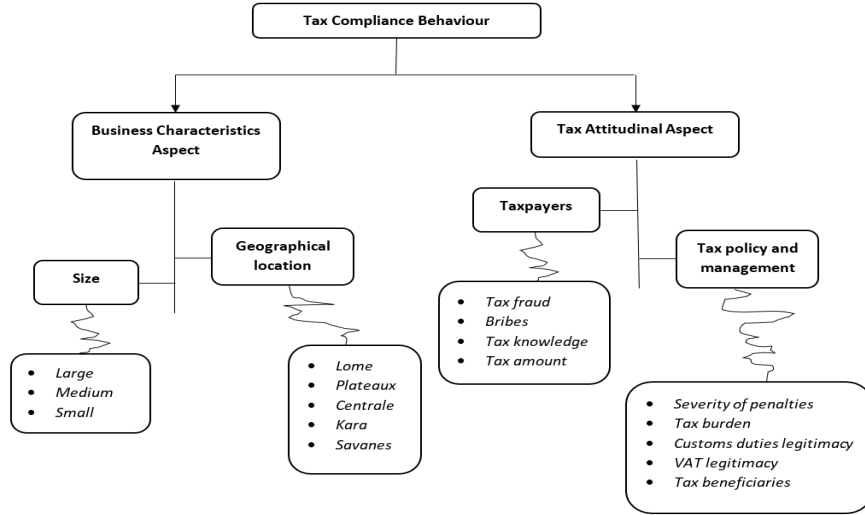 Tax Compliance Behaviour
Business Characteristics
Aspect
Tax Attitudinal Aspect
Taxpayers
Geographical
location
Tax policy and
management
Size
• Tax fraud
• Bribes
• Tax knowledge
• Tax amount
• Large
• Medium
• Small
• Lome
• Plateaux
• Centrale
• Kara
• Savanes
• Severity of penalties
• Tax burden
• Customs duties legitimacy
• VAT legitimacy
• Tax beneficiaries